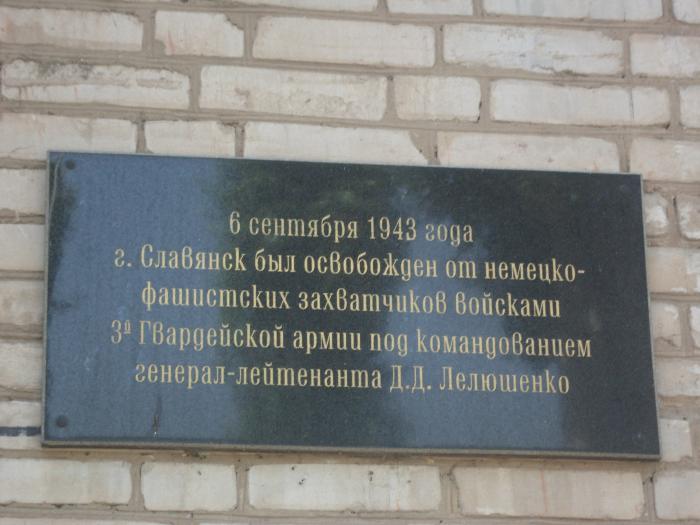 6 сентября 1943 года
г. Славянск был освобожден от немецко-
фашистских захватчиков войсками
3й Гвардейской армии под командованием
генерал-лейтенанта Д.Д. Лелюшенко